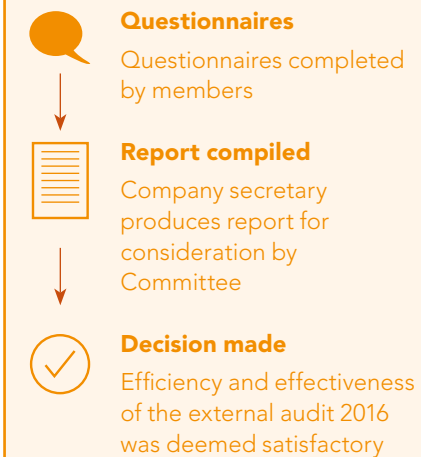 Questionnaires
Questionnaires completed
by members
Report compiled
Company secretary
produces report for
consideration by
Committee
Decision made
Efficiency and effectiveness
of the external audit 2016
was deemed satisfactory